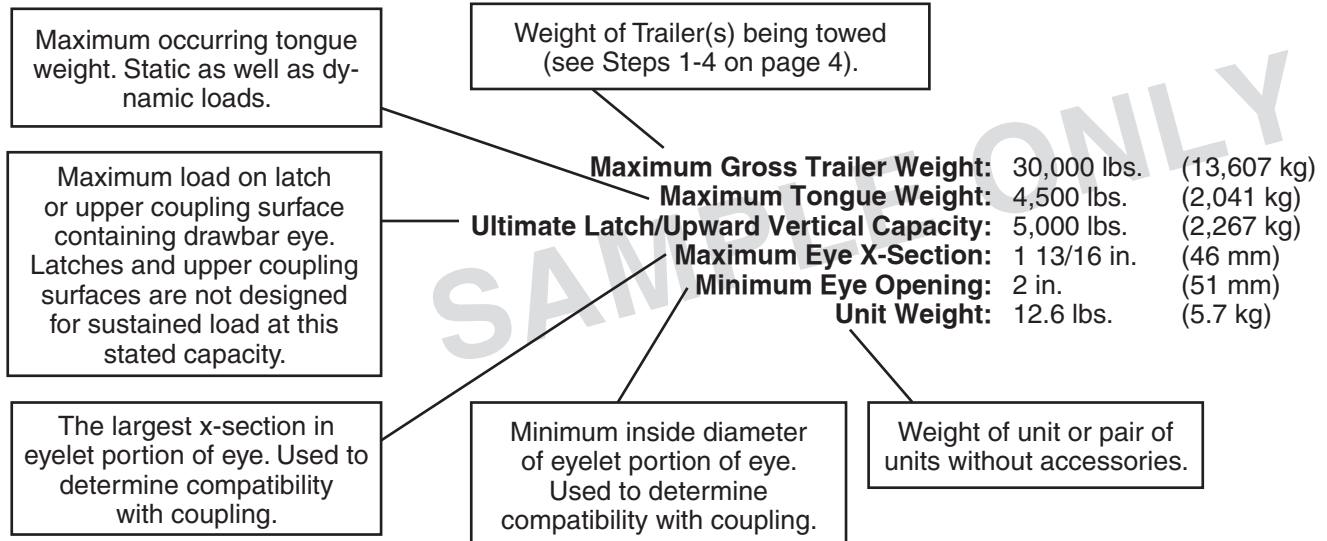 Maximum occurring tongue
weight. Static as well as dy-
namic loads.
Weight of Trailer(s) being towed
(see Steps 1-4 on page 4).
Maximum load on latch
or upper coupling surface
containing drawbar eye.
Latches and upper coupling
surfaces are not designed
for sustained load at this
stated capacity.
SAMPLE ONLY
Maximum Gross Trailer Weight: 30,000 lbs. (13,607 kg)
Maximum Tongue Weight: 4,500 lbs. (2,041 kg)
Ultimate Latch/Upward Vertical Capacity: 5,000 lbs. (2,267 kg)
Maximum Eye X-Section: 1 13/16 in. (46 mm)
Minimum Eye Opening: 2 in. (51 mm)
Unit Weight: 12.6 lbs. (5.7 kg)
The largest x-section in
eyelet portion of eye. Used to
determine compatibility
with coupling.
Minimum inside diameter
of eyelet portion of eye.
Used to determine
compatibility with coupling.
Weight of unit or pair of
units without accessories.